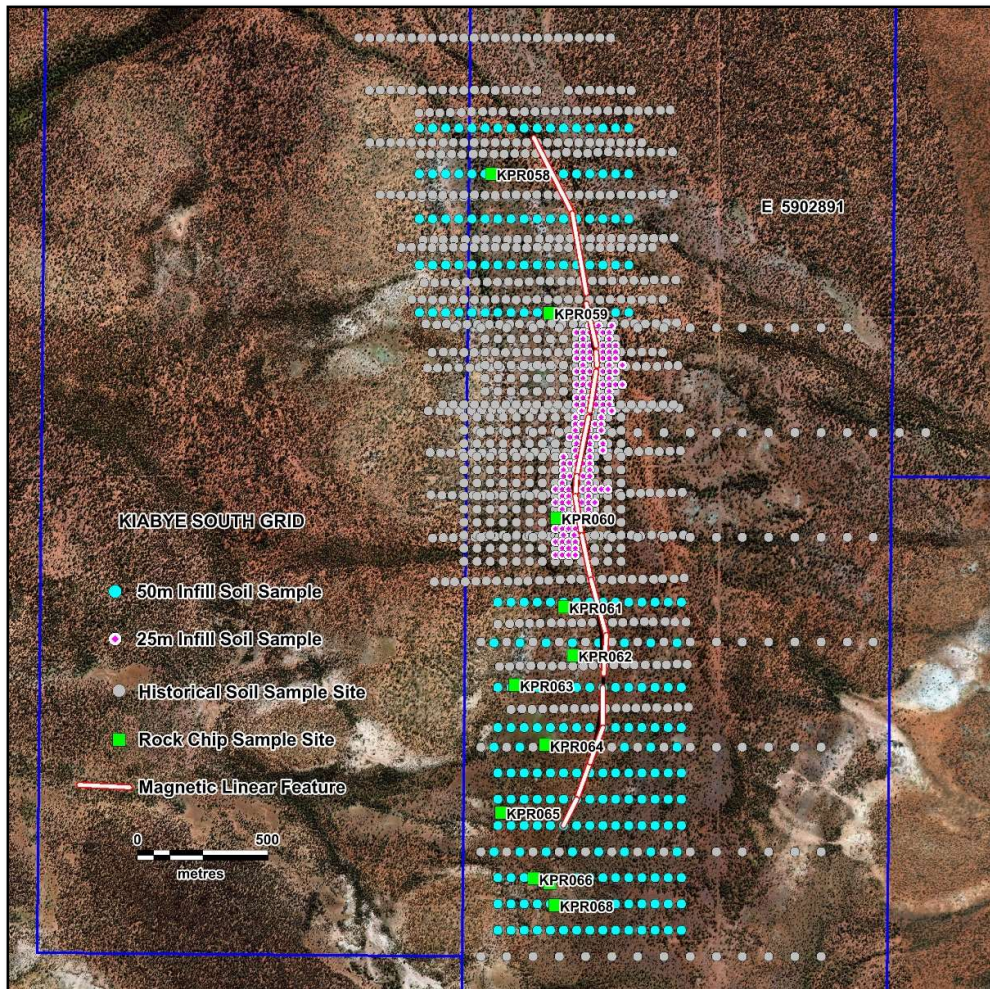 KPR058
E 5902891
KPR059
KIABYE SOUTH GRID
KPR060
50m Infill Soil Sample
KPR061
25m Infill Soil Sample
KPR062
Historical Soil Sample Site
KPR063
Rock Chip Sample Site
KPR064
Magnetic Linear Feature
KPR065
0 500
metres
KPR066
KPR068